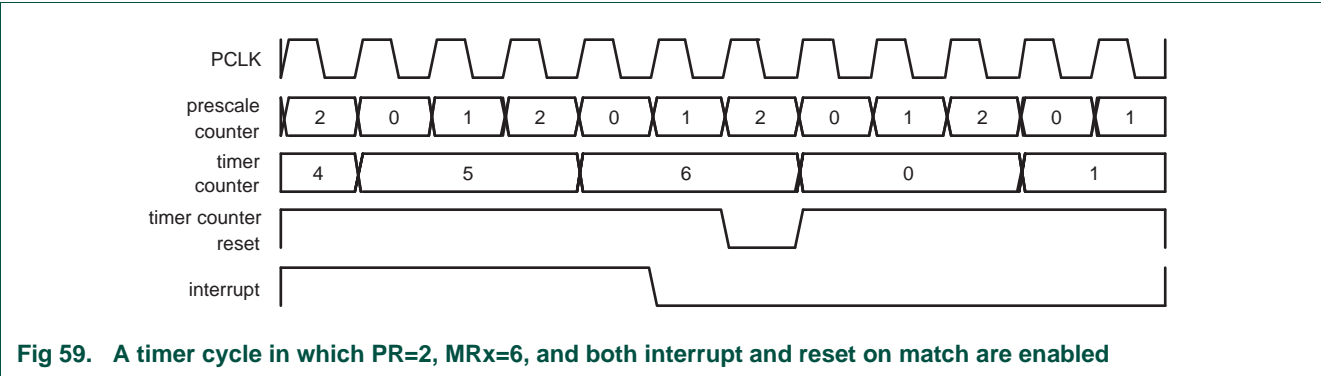 PCLK
prescale
counter
2 0 1 2 0 1 2 0 1 2 0 1
timer
counter
4 5 6 0 1
timer counter
reset
interrupt
Fig 59. A timer cycle in which PR=2, MRx=6, and both interrupt and reset on match are enabled